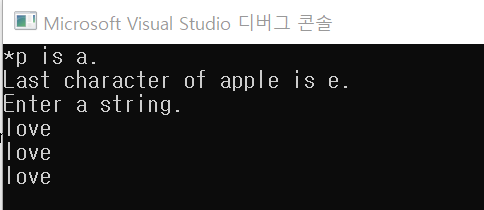 Microsoft Visual Studio 디버그 콘솔
*p is a.
Last character of apple is e.
Enter a string.
love
love
love